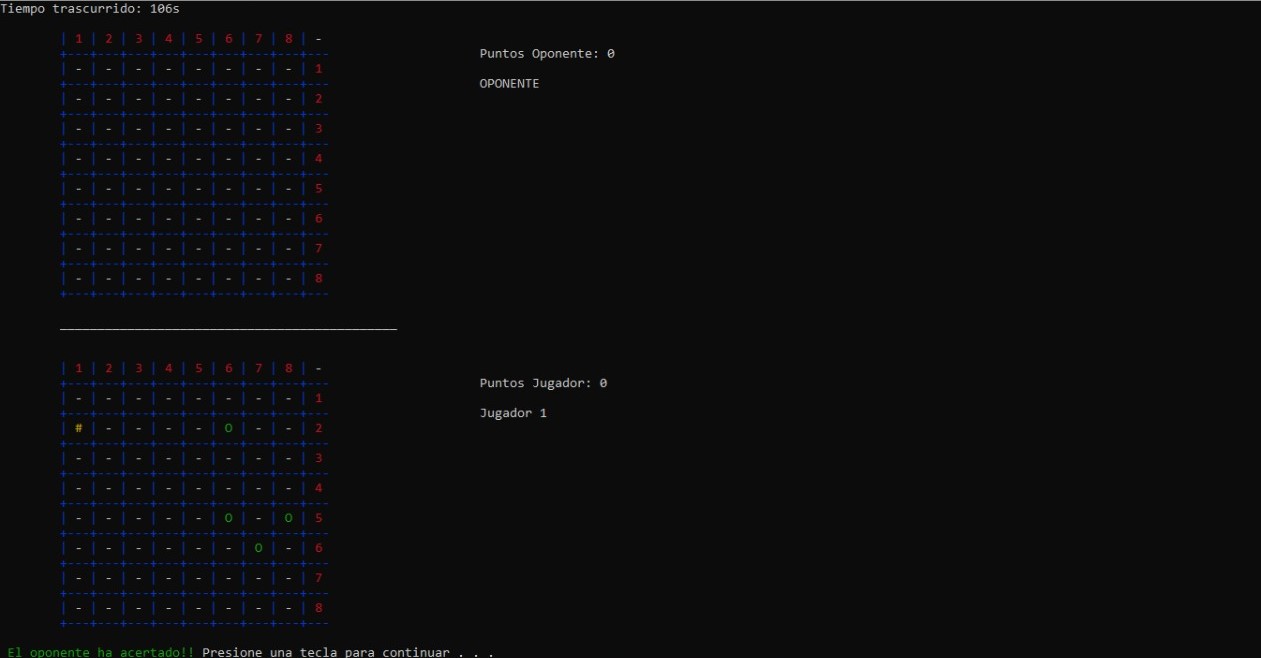 Tiempo trascurrido: 106s
| 1 | 2 | 3 | 4 | 5 | 6 | 7 | 8 | -
+---+---+---+---+---+---+---+---+---
| - | - | - | - | - | - | - | - | 1
+---+---+---+---+---+---+---+---+---
| - | - | - | - | - | - | - | - | 2
+---+---+---+---+---+---+---+---+---
| - | - | - | - | - | - | - | - | 3
+---+---+---+---+---+---+---+---+---
| - | - | - | - | - | - | - | - | 4
+---+---+---+---+---+---+---+---+---
| - | - | - | - | - | - | - | - | 5
+---+---+---+---+---+---+---+---+---
| - | - | - | - | - | - | - | - | 6
+---+---+---+---+---+---+---+---+---
| - | - | - | - | - | - | - | - | 7
+---+---+---+---+---+---+---+---+---
| - | - | - | - | - | - | - | - | 8
+---+---+---+---+---+---+---+---+---
Puntos Oponente: 0
OPONENTE
_____________________________________________
| 1 | 2 | 3 | 4 | 5 | 6 | 7 | 8 | -
+---+---+---+---+---+---+---+---+---
| - | - | - | - | - | - | - | - | 1
+---+---+---+---+---+---+---+---+---
| # | - | - | - | - | O | - | - | 2
+---+---+---+---+---+---+---+---+---
| - | - | - | - | - | - | - | - | 3
+---+---+---+---+---+---+---+---+---
| - | - | - | - | - | - | - | - | 4
+---+---+---+---+---+---+---+---+---
| - | - | - | - | - | O | - | O | 5
+---+---+---+---+---+---+---+---+---
| - | - | - | - | - | - | O | - | 6
+---+---+---+---+---+---+---+---+---
| - | - | - | - | - | - | - | - | 7
+---+---+---+---+---+---+---+---+---
| - | - | - | - | - | - | - | - | 8
+---+---+---+---+---+---+---+---+---
Puntos Jugador: 0
Jugador 1
El oponente ha acertado!! Presione una tecla para continuar . . .